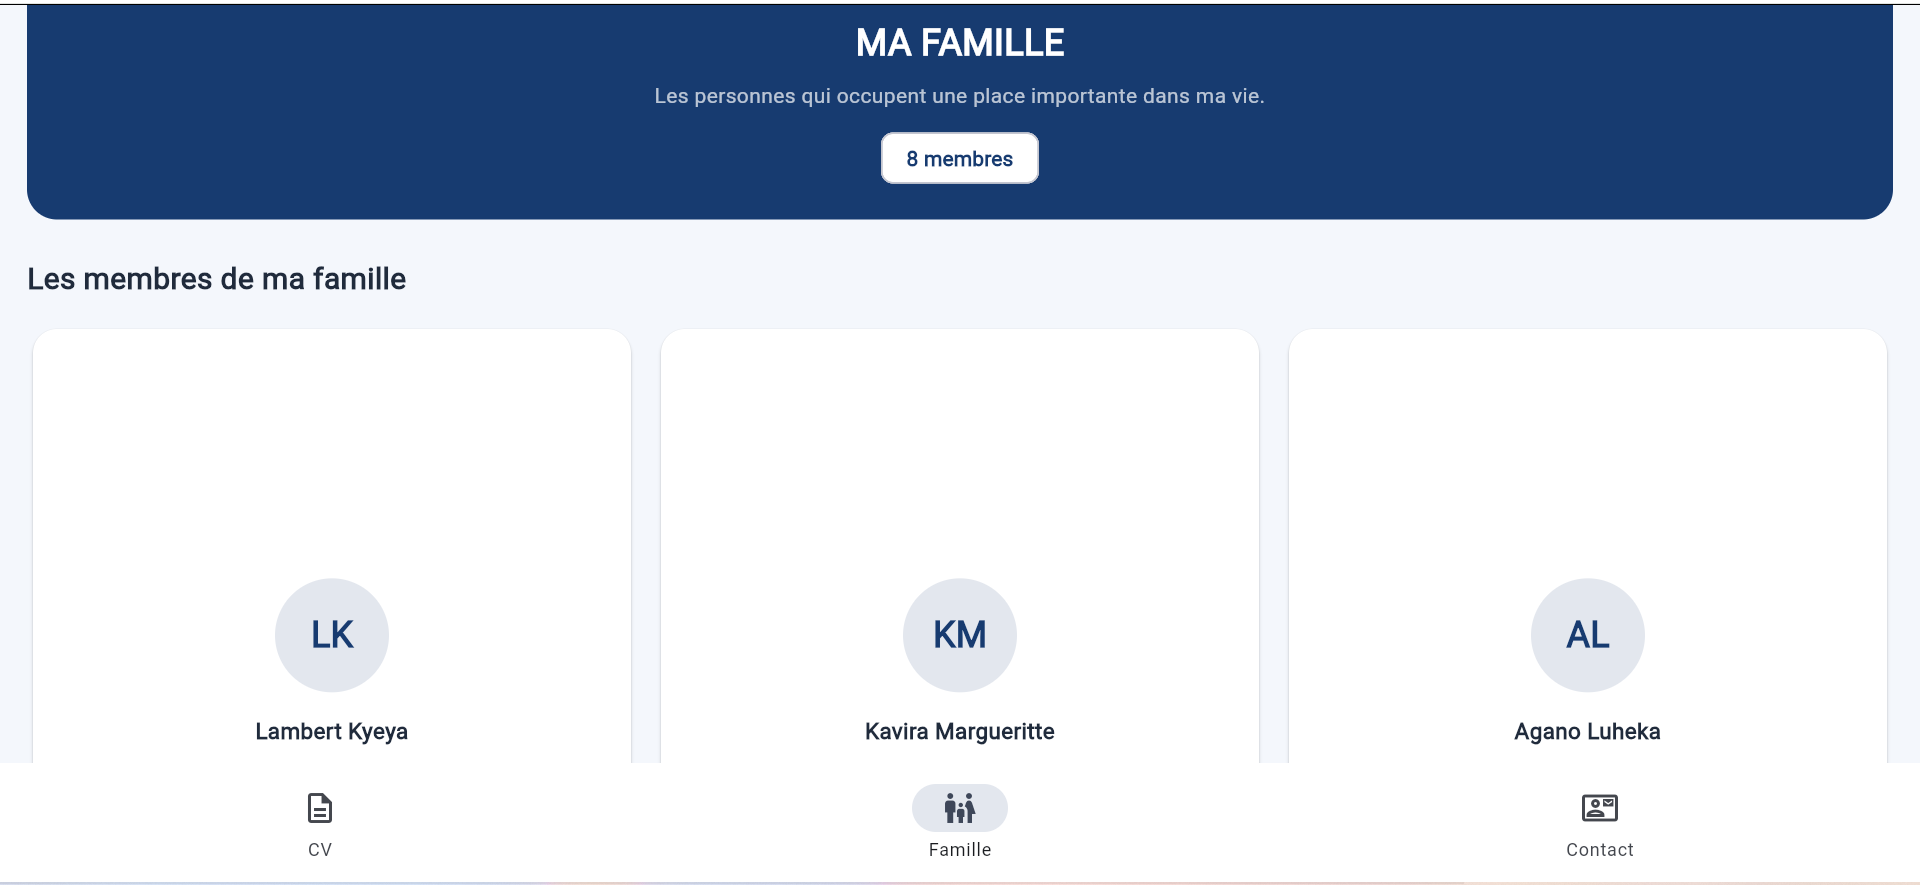 MA FAMILLE
Les personnes qui occupent une place importante dans ma vie.
8 membres
Les membres de ma famille
LK
KM
AL
Lambert Kyeya
Kavira Margueritte
Agano Luheka
CV
Famille
Contact